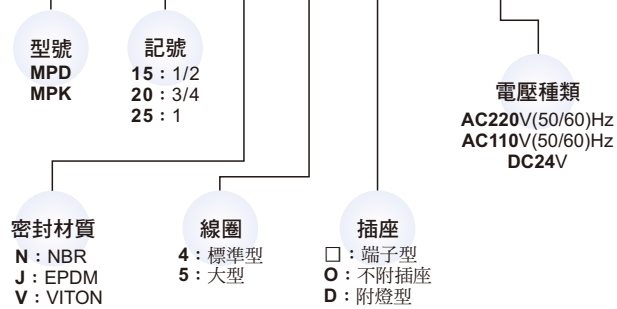 型號
MPD
MPK
記號
15：1/2
20：3/4
25：1
電壓種類
AC220V(50/60)Hz
AC110V(50/60)Hz
DC24V
密封材質
N：NBR
J：EPDM
V：VITON
線圈
4：標準型
5：大型
插座
□：端子型
O：不附插座
D：附燈型